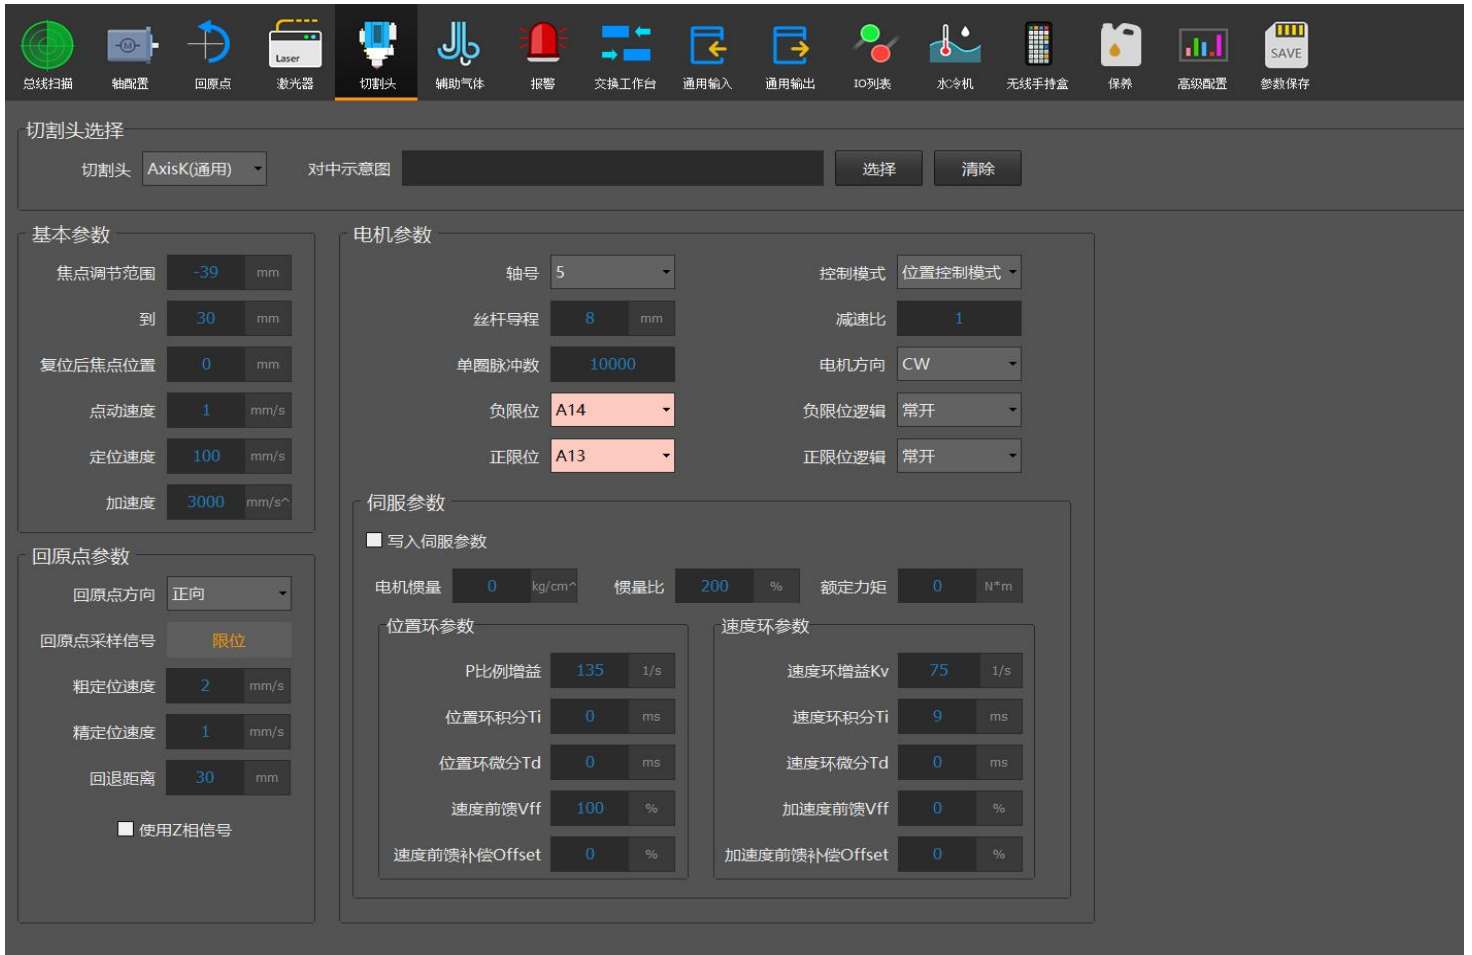 总线扫描 轴配置 回原点 激光器 切割头 辅助气体 报警 交换工作台 通用输入 通用输出 IO列表 水冷机 无线手持盒 保养 高级配置 参数保存
Laser
SAVE
切割头选择
切割头 AxisK(通用) 对中示意图 选择 清除
基本参数
焦点调节范围 -39 mm
到 30 mm
复位后焦点位置 0 mm
点动速度 1 mm/s
定位速度 100 mm/s
加速度 3000 mm/s^
回原点参数
回原点方向 正向
回原点采样信号 限位
粗定位速度 2 mm/s
精定位速度 1 mm/s
回退距离 30 mm
使用Z相信号
电机参数
轴号 5 控制模式 位置控制模式
丝杆导程 8 mm 减速比 1
单圈脉冲数 10000 电机方向 CW
负限位 A14 负限位逻辑 常开
正限位 A13 正限位逻辑 常开
伺服参数
写入伺服参数
电机惯量 0 kg/cm^ 惯量比 200 % 额定力矩 0 N*m
位置环参数
P比例增益 135 1/s
位置环积分Ti 0 ms
位置环微分Td 0 ms
速度前馈Vff 100 %
速度前馈补偿Offset 0 %
速度环参数
速度环增益Kv 75 1/s
速度环积分Ti 9 ms
速度环微分Td 0 ms
加速度前馈Vff 0 %
加速度前馈补偿Offset 0 %